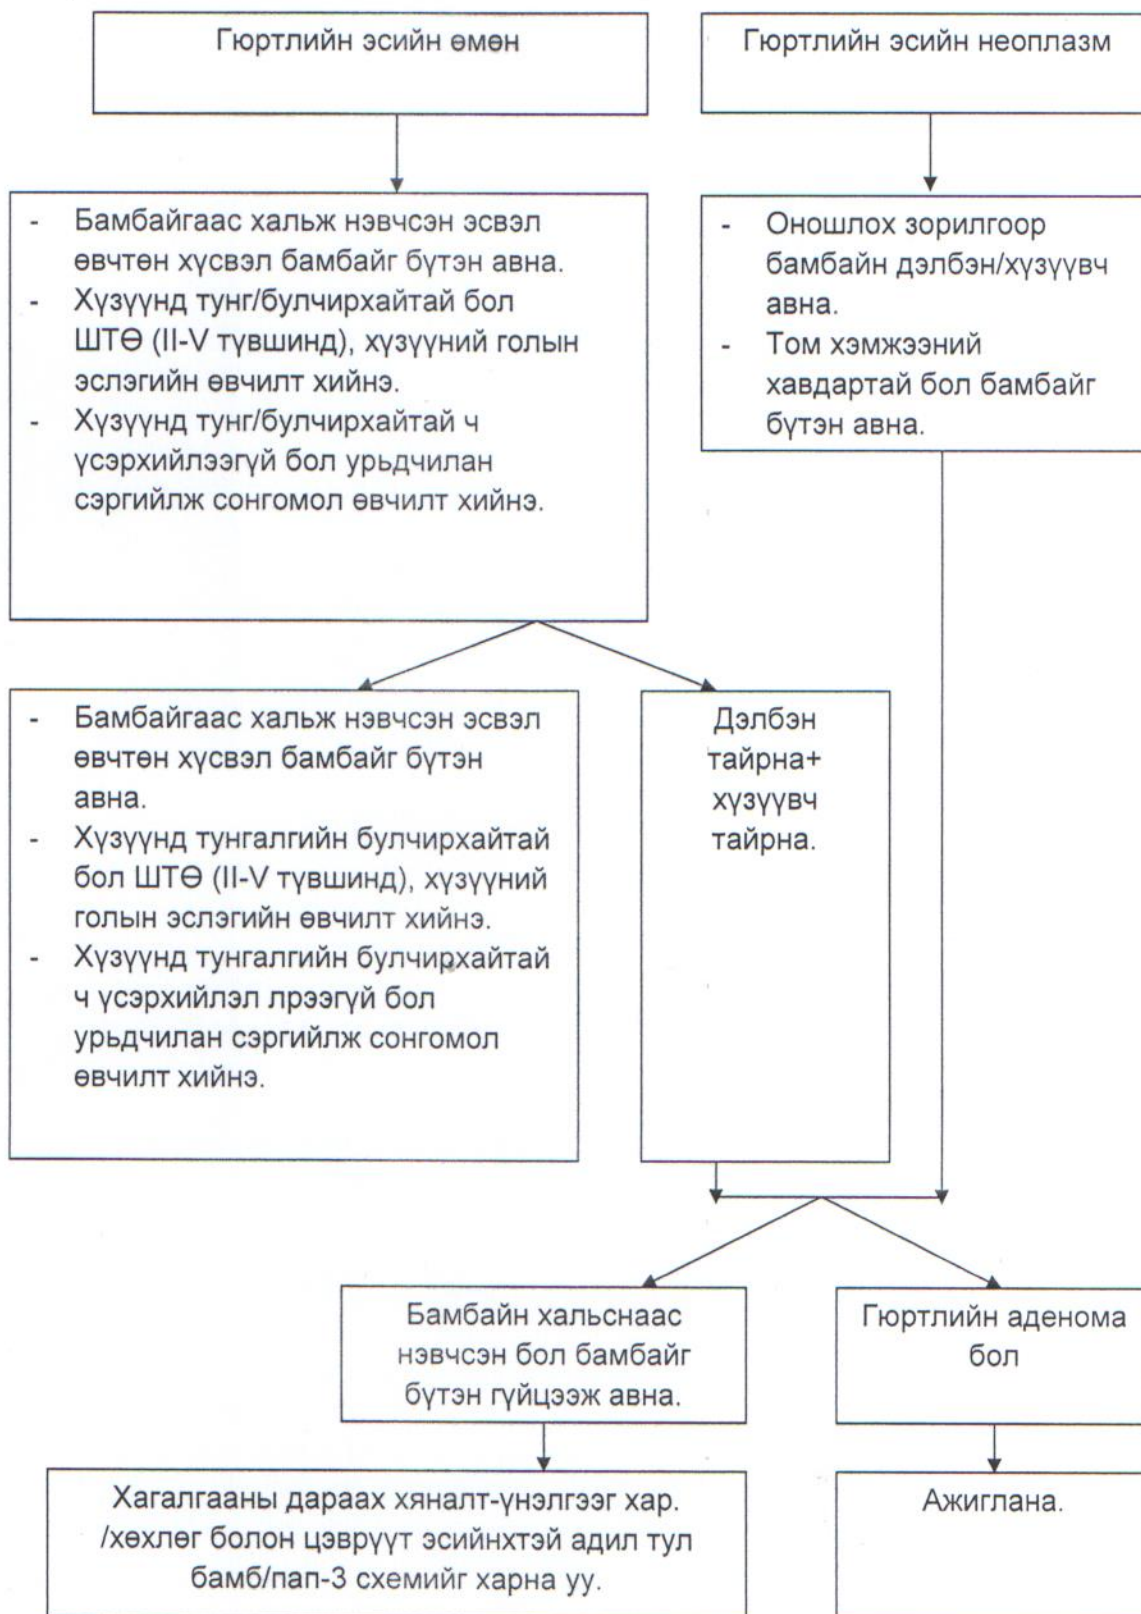 Гюртлийн эсийн өмөн
Гюртлийн эсийн неоплазм
- Бамбайгаас хальж нэвчсэн эсвэл
өвчтөн хүсвэл бамбайг бүтэн авна.
- Хүзүүнд тунг/булчирхайтай бол
ШТӨ (II-V түвшинд), хүзүүний голын
эслэгийн өвчилт хийнэ.
- Хүзүүнд тунг/булчирхайтай ч
үсэрхийлээгүй бол урьдчилан
сэргийлж сонгомол өвчилт хийнэ.
- Оношлох зорилгоор
бамбайн дэлбэн/хүзүүвч
авна.
- Том хэмжээний
хавдартай бол бамбайг
бүтэн авна.
- Бамбайгаас хальж нэвчсэн эсвэл
өвчтөн хүсвэл бамбайг бүтэн
авна.
- Хүзүүнд тунгалгийн булчирхайтай
бол ШТӨ (II-V түвшинд), хүзүүний
голын эслэгийн өвчилт хийнэ.
- Хүзүүнд тунгалгийн булчирхайтай
ч үсэрхийлэл лрээгүй бол
урьдчилан сэргийлж сонгомол
өвчилт хийнэ.
Дэлбэн
тайрна+
хүзүүвч
тайрна.
Бамбайн хальснаас
нэвчсэн бол бамбайг
бүтэн гүйцээж авна.
Гюртлийн аденома
бол
Хагалгааны дараах хяналт-үнэлгээг хар.
/хөхлөг болон цэврүүт эсийнхтэй адил тул
бамб/пап-3 схемийг харна уу.
Ажиглана.